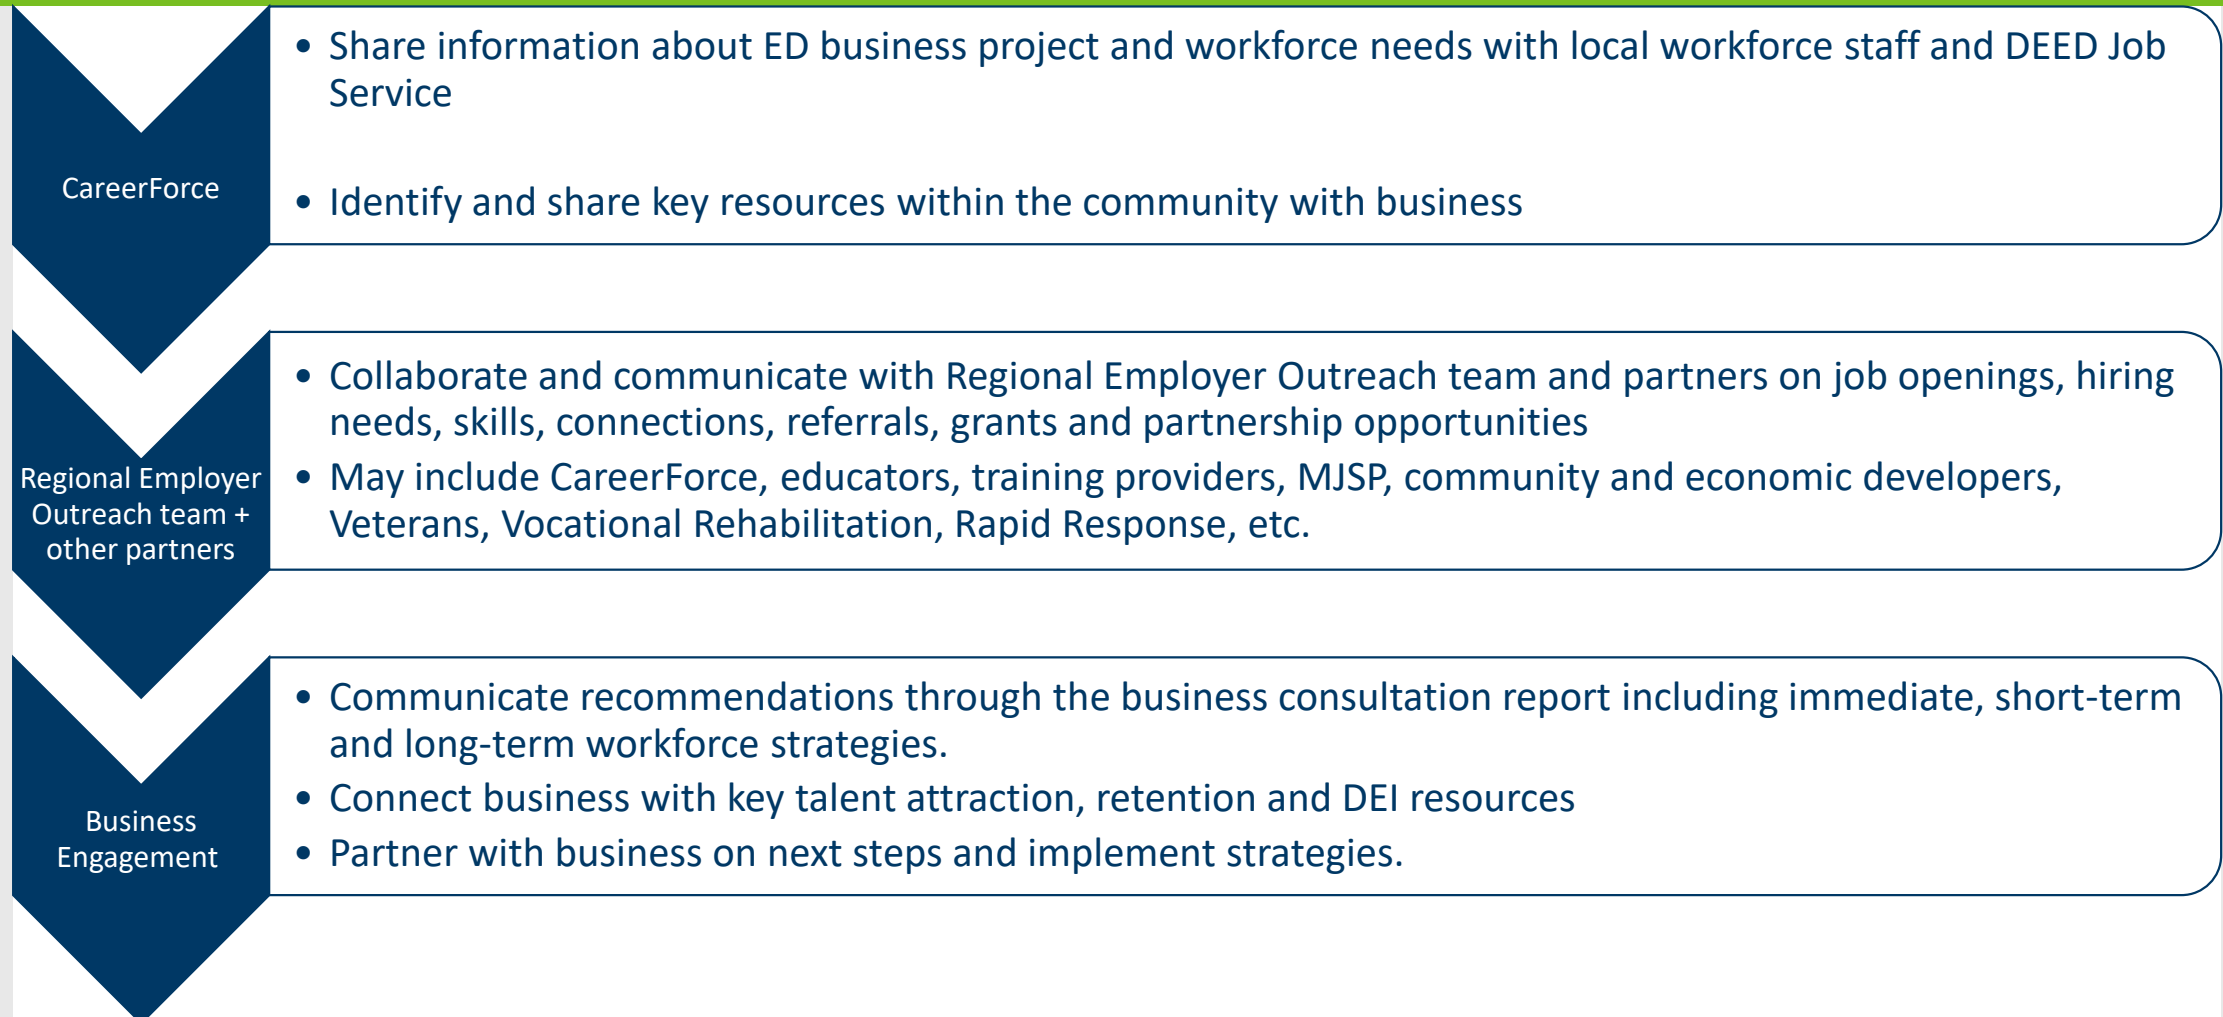 CareerForce
• Share information about ED business project and workforce needs with local workforce staff and DEED Job
Service
• Identify and share key resources within the community with business
Regional Employer
Outreach team +
other partners
• Collaborate and communicate with Regional Employer Outreach team and partners on job openings, hiring
needs, skills, connections, referrals, grants and partnership opportunities
• May include CareerForce, educators, training providers, MJSP, community and economic developers,
Veterans, Vocational Rehabilitation, Rapid Response, etc.
Business
Engagement
• Communicate recommendations through the business consultation report including immediate, short-term
and long-term workforce strategies.
• Connect business with key talent attraction, retention and DEI resources
• Partner with business on next steps and implement strategies.